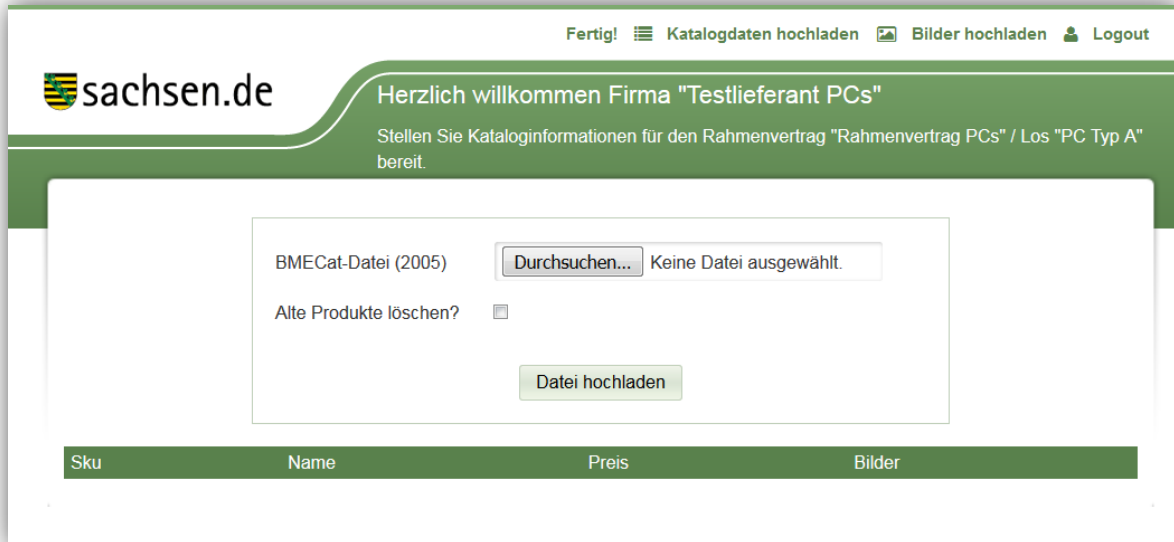 Fertig! Katalogdaten hochladen Bilder hochladen Logout
sachsen.de
Herzlich willkommen Firma "Testlieferant PCs"
Stellen Sie Kataloginformationen für den Rahmenvertrag "Rahmenvertrag PCs" / Los "PC Typ A"
bereit.
BMECat-Datei (2005) Durchsuchen... Keine Datei ausgewählt.
Alte Produkte löschen?
Datei hochladen
Sku Name Preis Bilder